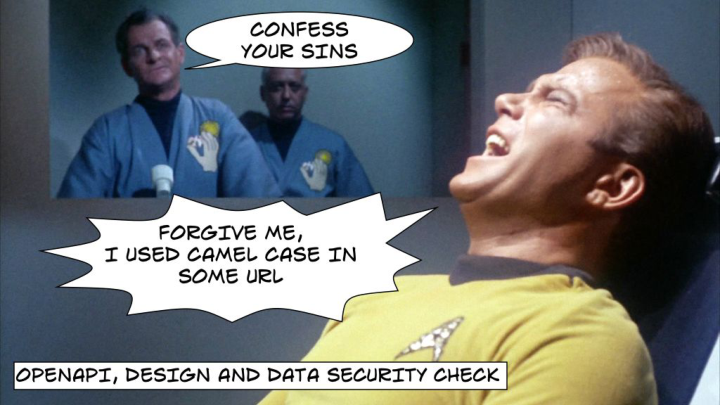 CONFESS
YOUR SINS
FORGIVE ME,
I USED CAMEL CASE IN
SOME URL
OPENAPI, DESIGN AND DATA SECURITY CHECK